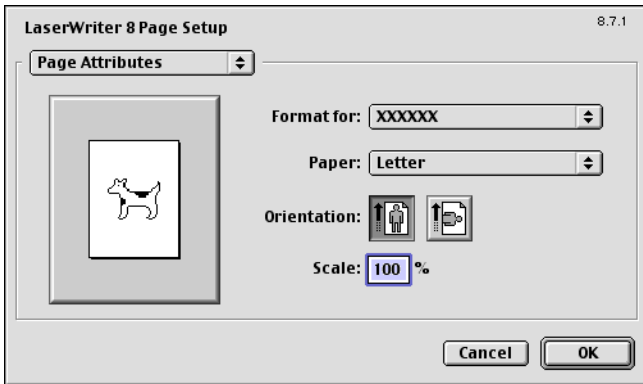 LaserWriter 8 Page Setup
8.7.1
Page Attributes
Format for: XXXXXX
Paper: Letter
Orientation:
Scale: 100 %
Cancel
OK